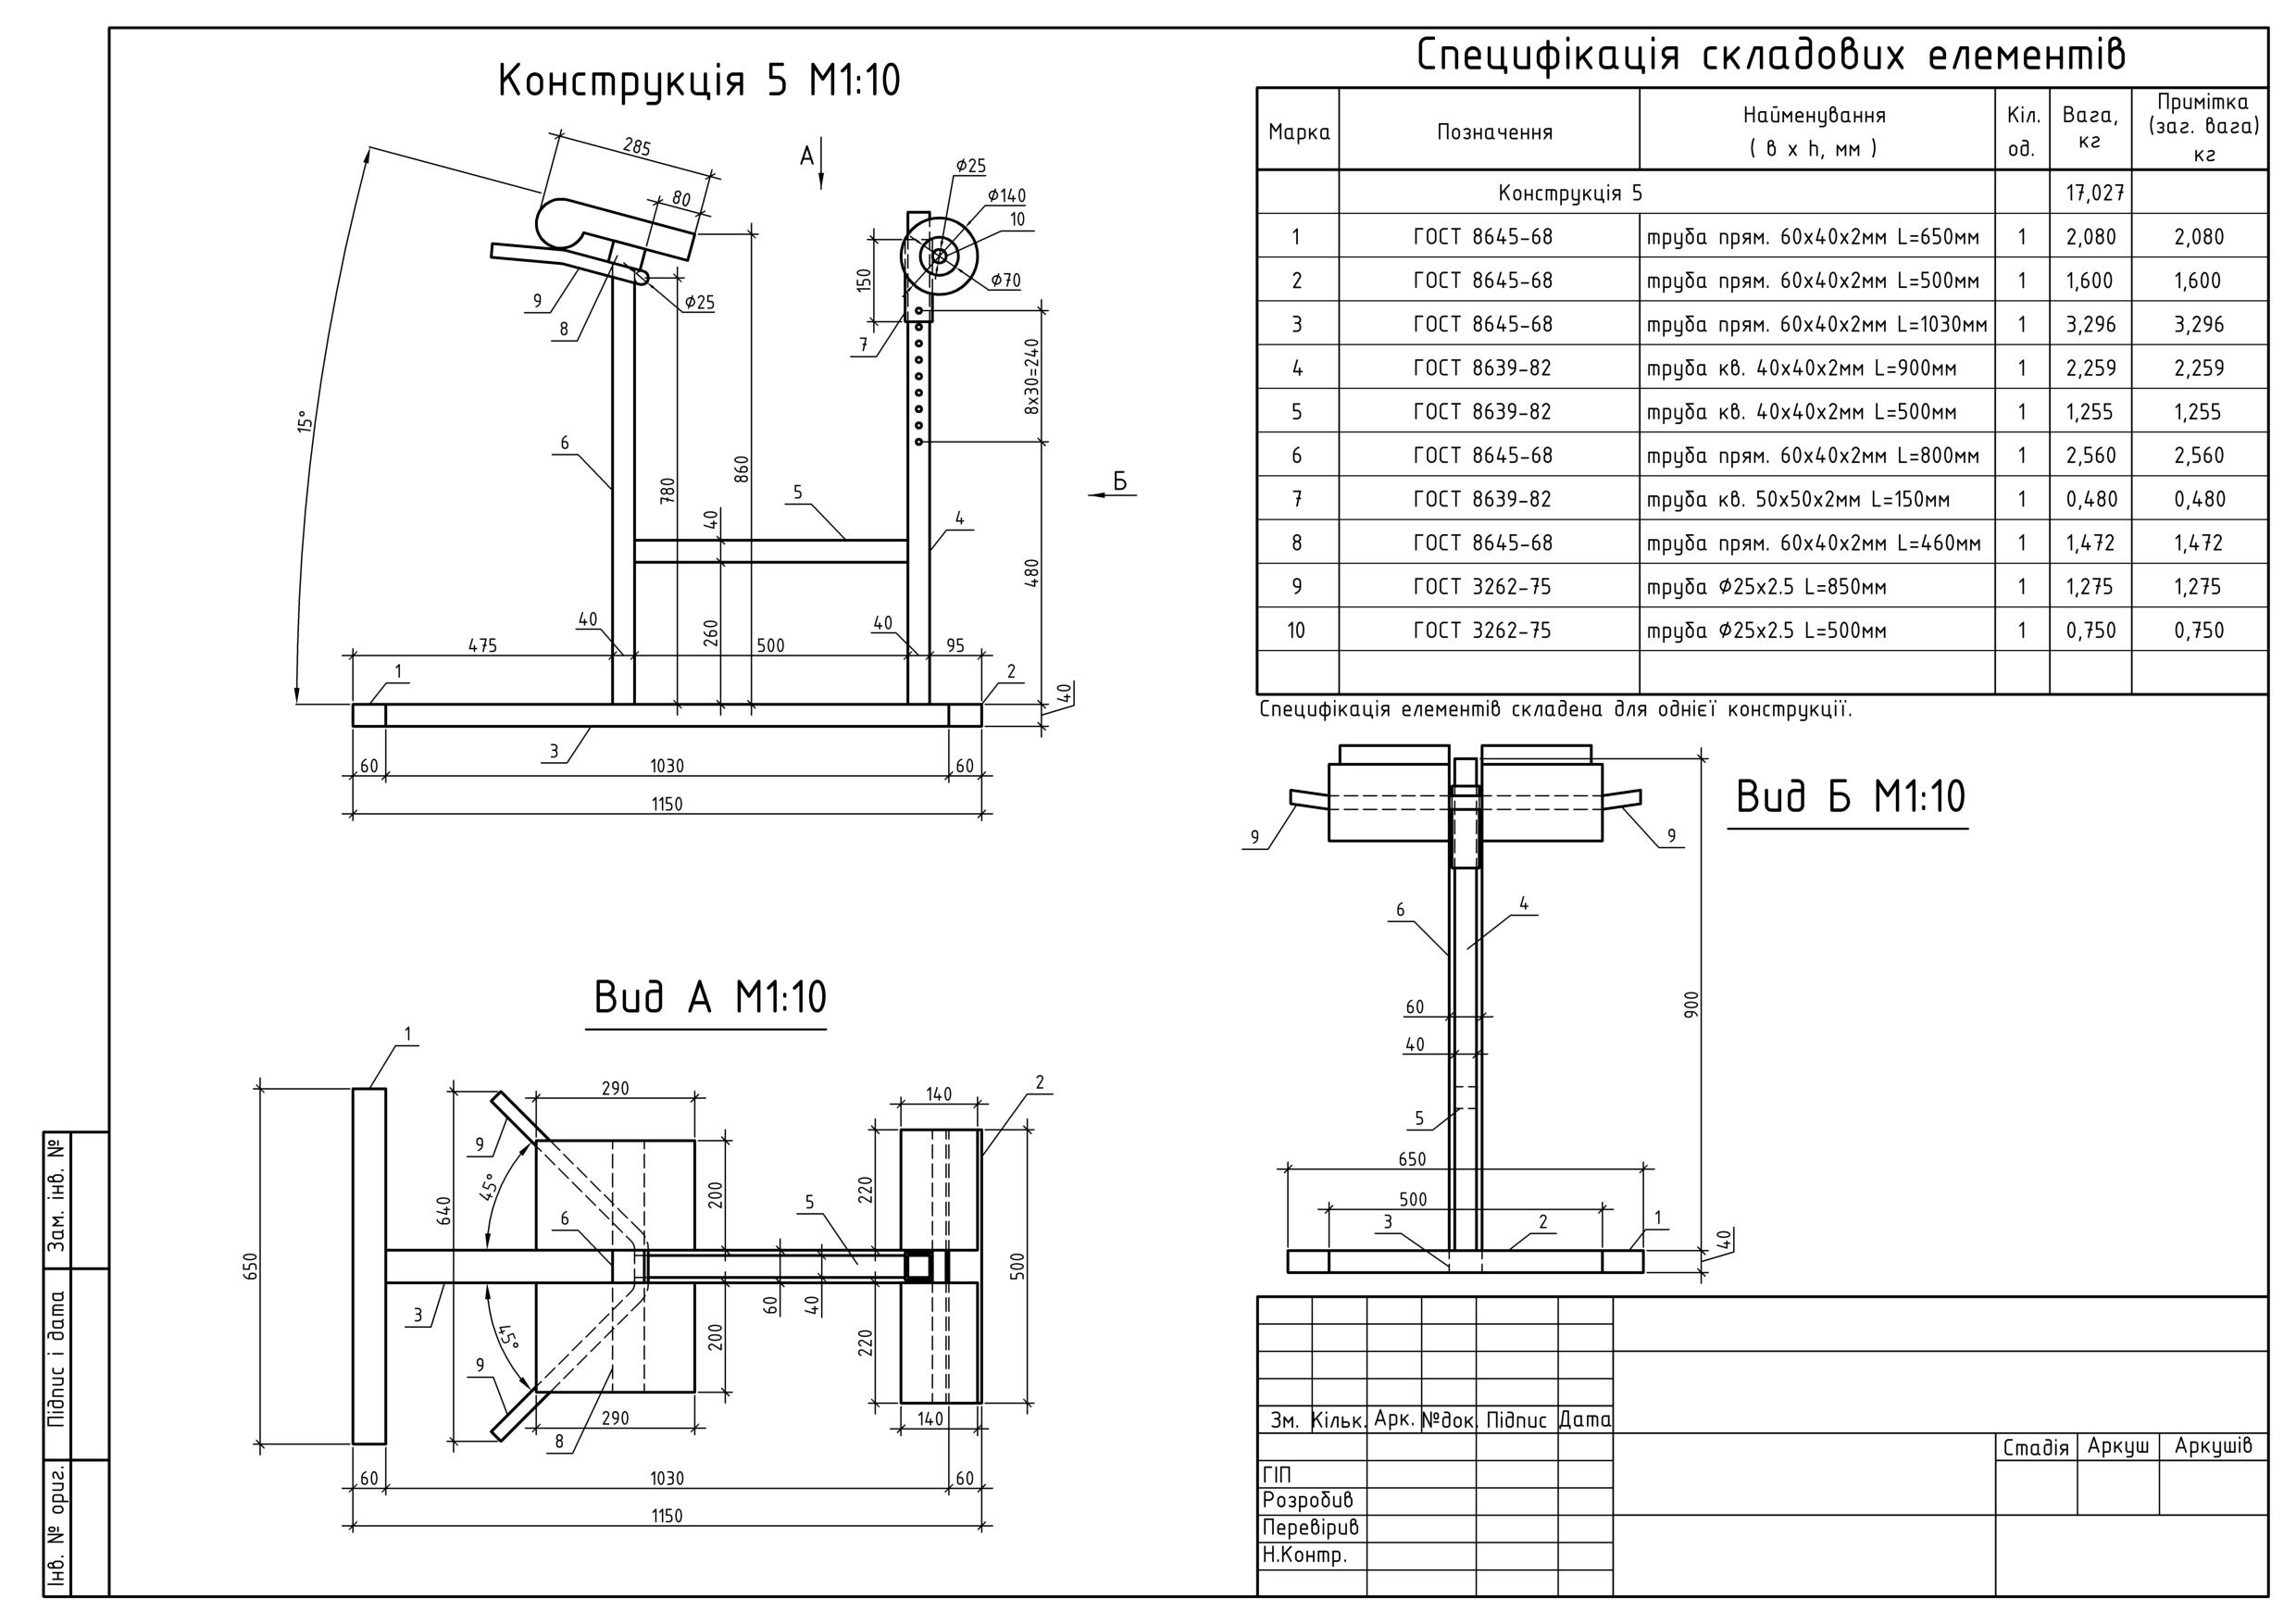 Конструкція 5 М1:10
285
80
А
Ø25
Ø140
10
150
Ø70
9
8
Ø25
7
8x30=240
15°
6
860
780
5
40
4
Б
480
260
40
40
475
500
95
1
2
40
3
60
1030
60
1150
Специфікація складових елементів
Марка Позначення Найменування ( в х h, мм ) Кіл. од. Вага, кг Примітка (заг. вага) кг
Конструкція 5 17,027
1 ГОСТ 8645-68 труба прям. 60х40х2мм L=650мм 1 2,080 2,080
2 ГОСТ 8645-68 труба прям. 60х40х2мм L=500мм 1 1,600 1,600
3 ГОСТ 8645-68 труба прям. 60х40х2мм L=1030мм 1 3,296 3,296
4 ГОСТ 8639-82 труба кв. 40х40х2мм L=900мм 1 2,259 2,259
5 ГОСТ 8639-82 труба кв. 40х40х2мм L=500мм 1 1,255 1,255
6 ГОСТ 8645-68 труба прям. 60х40х2мм L=800мм 1 2,560 2,560
7 ГОСТ 8639-82 труба кв. 50х50х2мм L=150мм 1 0,480 0,480
8 ГОСТ 8645-68 труба прям. 60х40х2мм L=460мм 1 1,472 1,472
9 ГОСТ 3262-75 труба Ø25х2.5 L=850мм 1 1,275 1,275
10 ГОСТ 3262-75 труба Ø25х2.5 L=500мм 1 0,750 0,750
Специфікація елементів складена для однієї конструкції.
Вид Б М1:10
9
9
6
4
900
60
40
5
650
500
3
2
1
40
Вид А М1:10
1
290
140
2
9
45°
640
200
220
6
5
650
500
3
60
40
45°
200
220
9
290
8
140
60
1030
60
1150
Зам. інв. №
Підпис і дата
Інв. № ориг.
Зм. Кільк. Арк. №док. Підпис Дата
Стадія Аркуш Аркушів
ГІП
Розробив
Перевірив
Н.Контр.